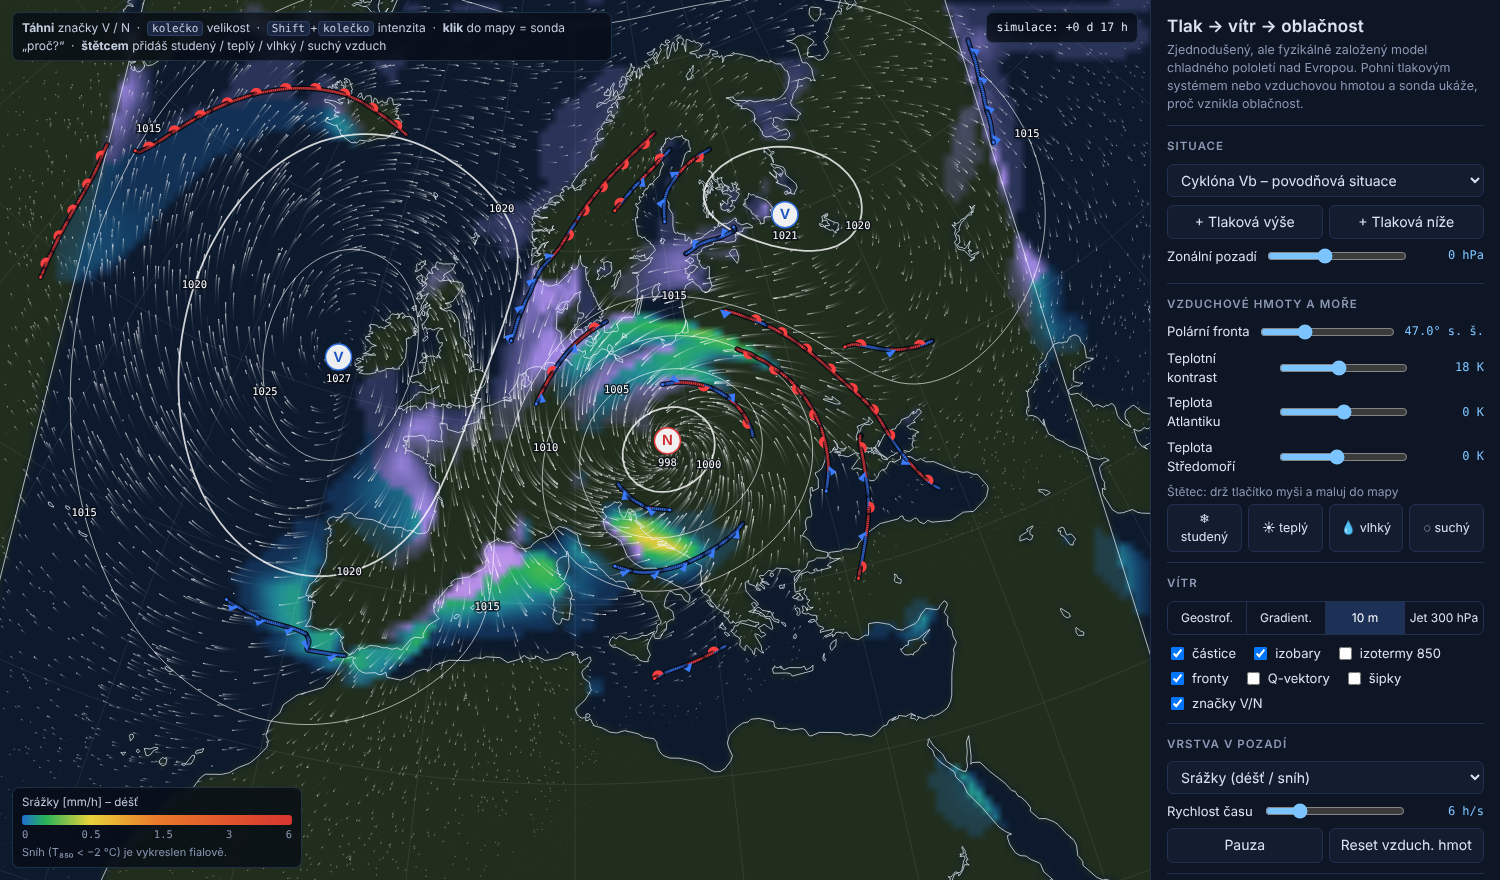 Táhni značky V / N · kolečko velikost · Shift+kolečko intenzita · klik do mapy = sonda
„proč?“ · štětcem přidáš studený / teplý / vlhký / suchý vzduch
simulace: +0 d 17 h
1015
1015
1020
1020
V
1021
1020
1015
V
1027
1025
1005
1010
N
998
1000
1015
1020
1015
Srážky [mm/h] – déšť
0 0.5 1.5 3 6
Sníh (T₈₅₀ < −2 °C) je vykreslen fialově.
Tlak → vítr → oblačnost
Zjednodušený, ale fyzikálně založený model
chladného pololetí nad Evropou. Pohni tlakovým
systémem nebo vzduchovou hmotou a sonda ukáže,
proč vznikla oblačnost.
SITUACE
Cyklóna Vb – povodňová situace
+ Tlaková výše + Tlaková níže
Zonální pozadí 0 hPa
VZDUCHOVÉ HMOTY A MOŘE
Polární fronta 47.0° s. š.
Teplotní
kontrast 18 K
Teplota
Atlantiku 0 K
Teplota
Středomoří 0 K
Štětec: drž tlačítko myši a maluj do mapy
❄
studený ☀ teplý 💧 vlhký ○ suchý
VÍTR
Geostrof. Gradient. 10 m Jet 300 hPa
částice izobary izotermy 850
fronty Q-vektory šipky
značky V/N
VRSTVA V POZADÍ
Srážky (déšť / sníh)
Rychlost času 6 h/s
Pauza Reset vzduch. hmot